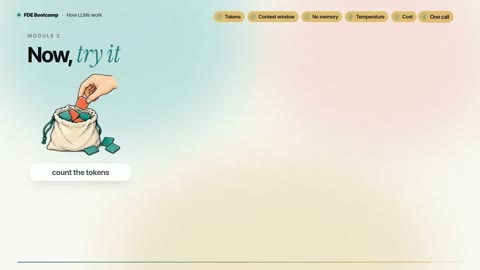 FDE Bootcamp · How LLMs work
Tokens
Context window
No memory
Temperature
Cost
One call
MODULE 2
Now, try it
count the tokens